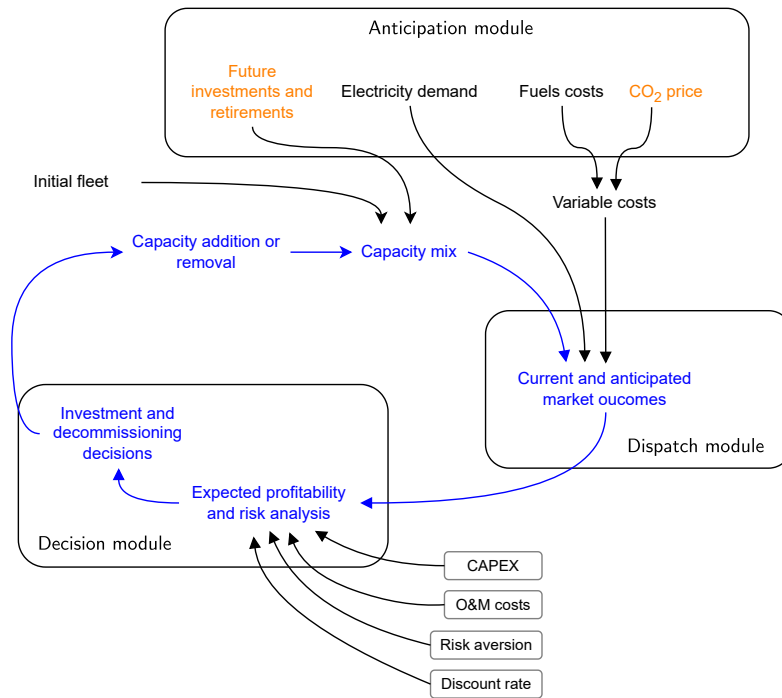 Anticipation module
Future
investments and
retirements
Electricity demand
Fuels costs
CO₂ price
Initial fleet
Variable costs
Capacity addition or
removal
Capacity mix
Current and anticipated
market oucomes
Dispatch module
Investment and
decommissioning
decisions
Expected profitability
and risk analysis
Decision module
CAPEX
O&M costs
Risk aversion
Discount rate